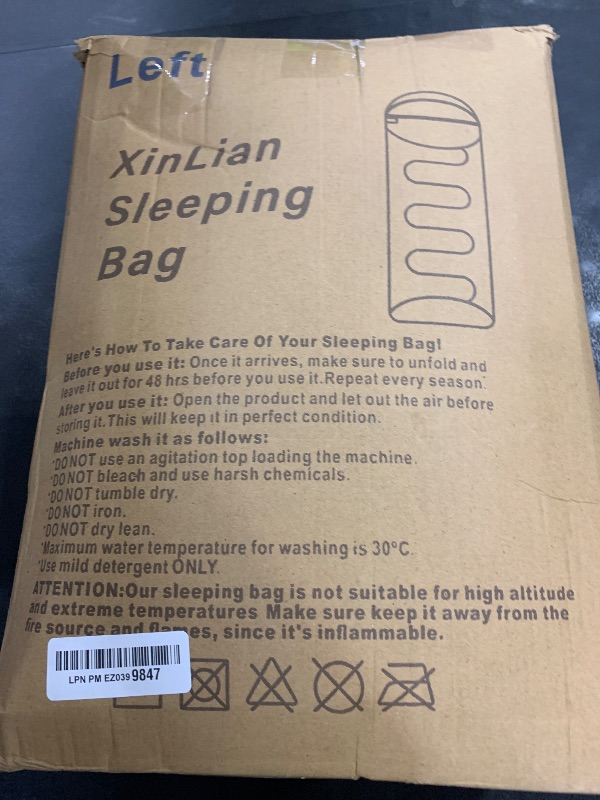 Left
XinLian
Sleeping
Bag
Here's How To Take Care Of Your Sleeping Bag!
Before you use it: Once it arrives, make sure to unfold and
leave it out for 48 hrs before you use it.Repeat every season.
After you use it: Open the product and let out the air before
storing it.This will keep it in perfect condition.
Machine wash it as follows:
·DO NOT use an agitation top loading the machine.
·DO NOT bleach and use harsh chemicals.
·DO NOT tumble dry.
·DO NOT iron.
·DO NOT dry lean.
·Maximum water temperature for washing is 30°C.
·Use mild detergent ONLY.
ATTENTION:Our sleeping bag is not suitable for high altitude
and extreme temperatures Make sure keep it away from the
fire source and flames, since it's inflammable.
LPN PM EZ039 9847